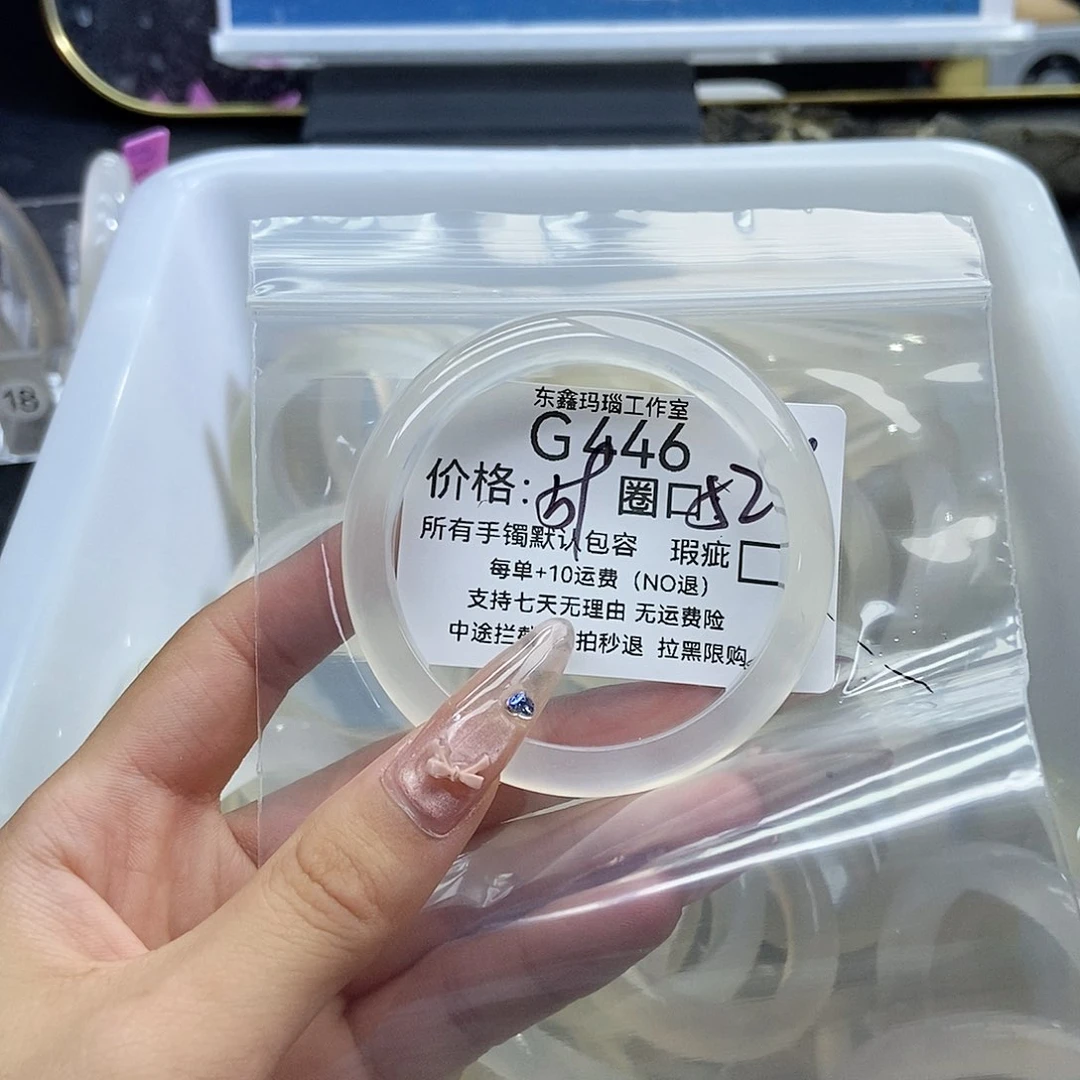 东鑫玛瑙工作室
G446
价格: 圈口52
所有手镯默认包容 瑕疵
每单+10运费（NO退）
支持七天无理由 无运费险
中途拦 拍秒退 拉黑限购
18